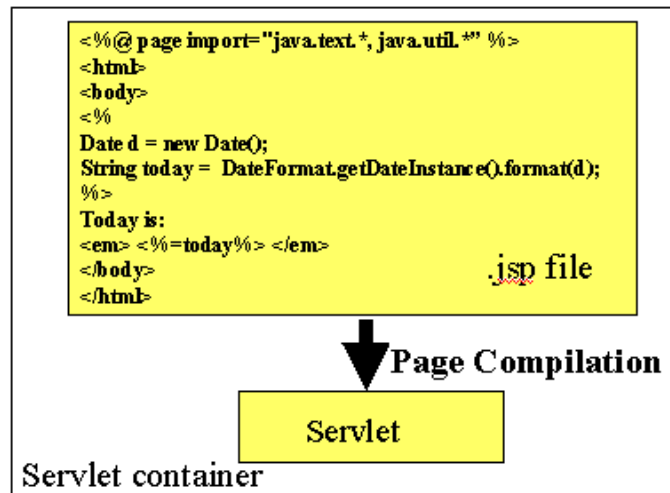 <%@ page import="java.text.*, java.util.*” %>
<html>
<body>
<%
Date d = new Date();
String today = DateFormat.getDateInstance().format(d);
%>
Today is:
<em> <%=today%> </em>
</body>
</html>
.jsp file
Page Compilation
Servlet
Servlet container